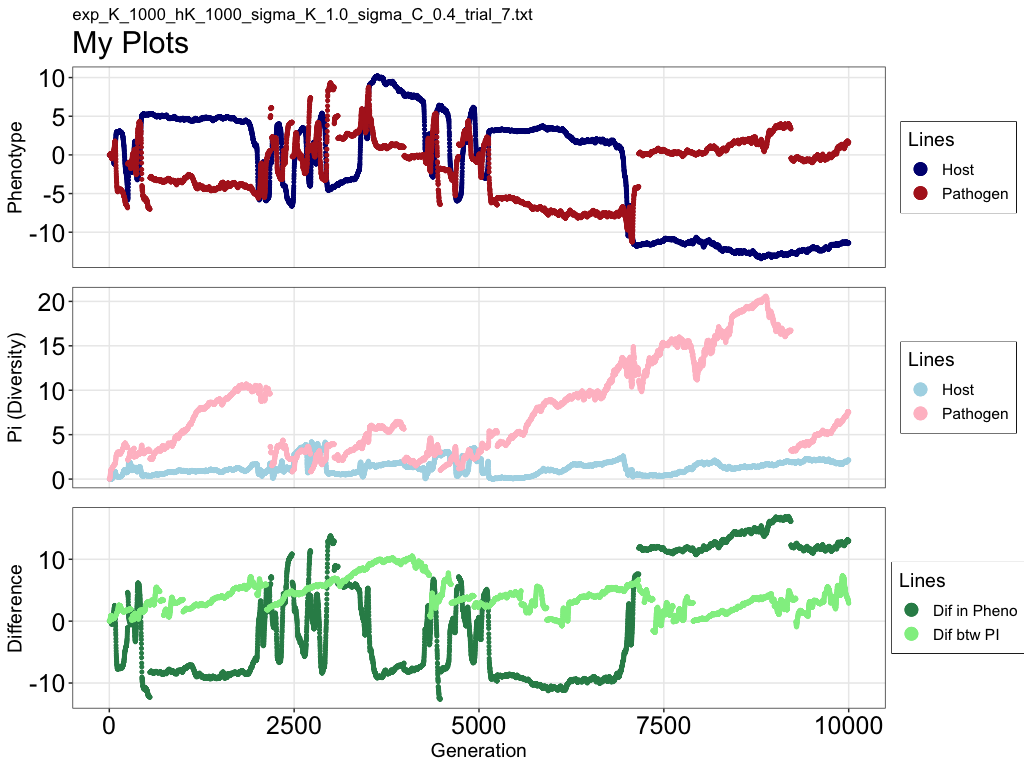 exp_K_1000_hK_1000_sigma_K_1.0_sigma_C_0.4_trial_7.txt
My Plots
Phenotype
10
5
0
-5
-10
Lines
Host
Pathogen
Pi (Diversity)
20
15
10
5
0
Lines
Host
Pathogen
Difference
10
0
-10
Lines
Dif in Pheno
Dif btw PI
0 2500 5000 7500 10000
Generation